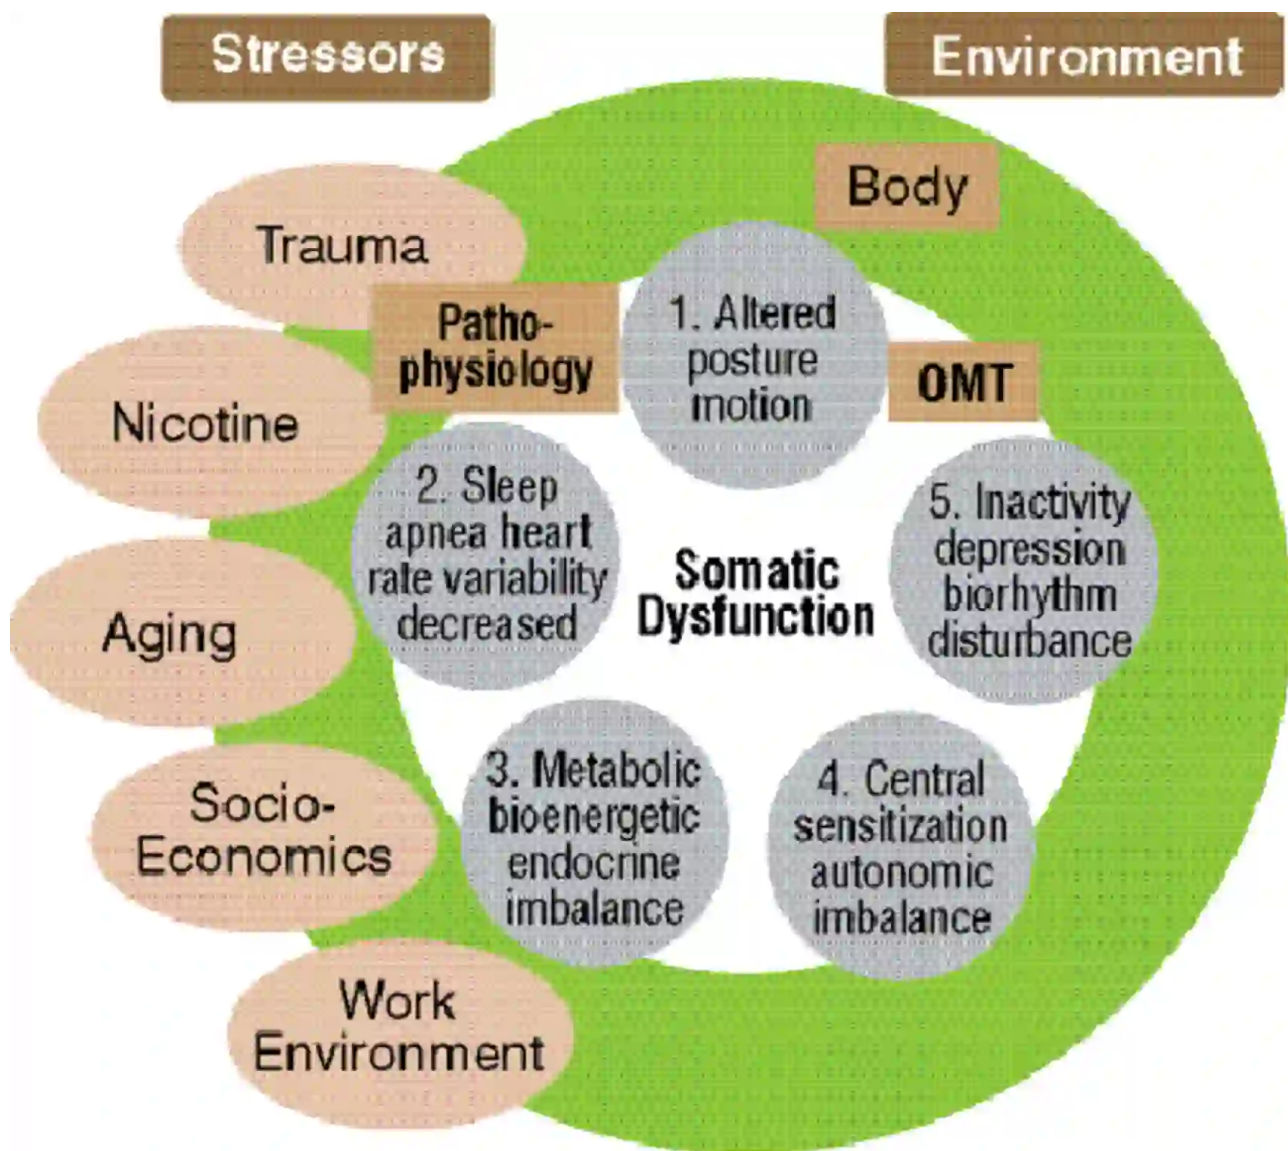 Stressors
Environment
Body
Trauma
Patho-
physiology
1. Altered
posture
motion
OMT
Nicotine
2. Sleep
apnea heart
rate variability
decreased
5. Inactivity
depression
biorhythm
disturbance
Somatic
Dysfunction
Aging
3. Metabolic
bioenergetic
endocrine
imbalance
4. Central
sensitization
autonomic
imbalance
Socio-
Economics
Work
Environment